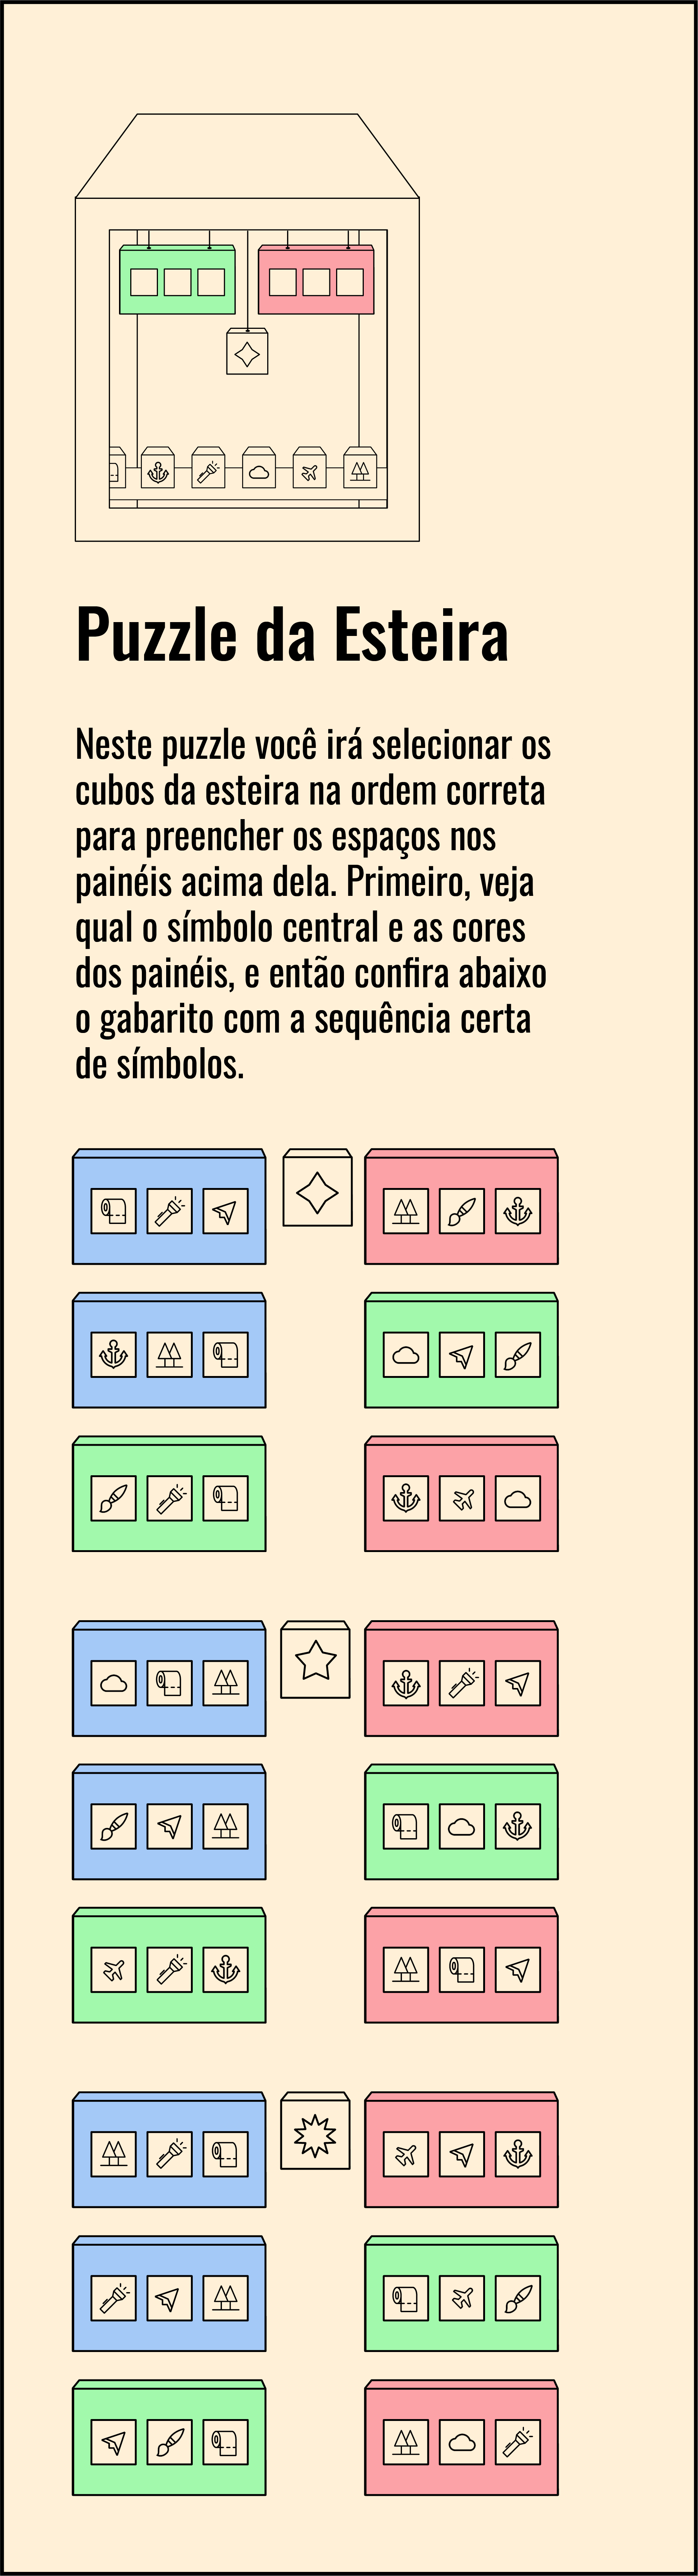 Puzzle da Esteira
Neste puzzle você irá selecionar os
cubos da esteira na ordem correta
para preencher os espaços nos
painéis acima dela. Primeiro, veja
qual o símbolo central e as cores
dos painéis, e então confira abaixo
o gabarito com a sequência certa
de símbolos.